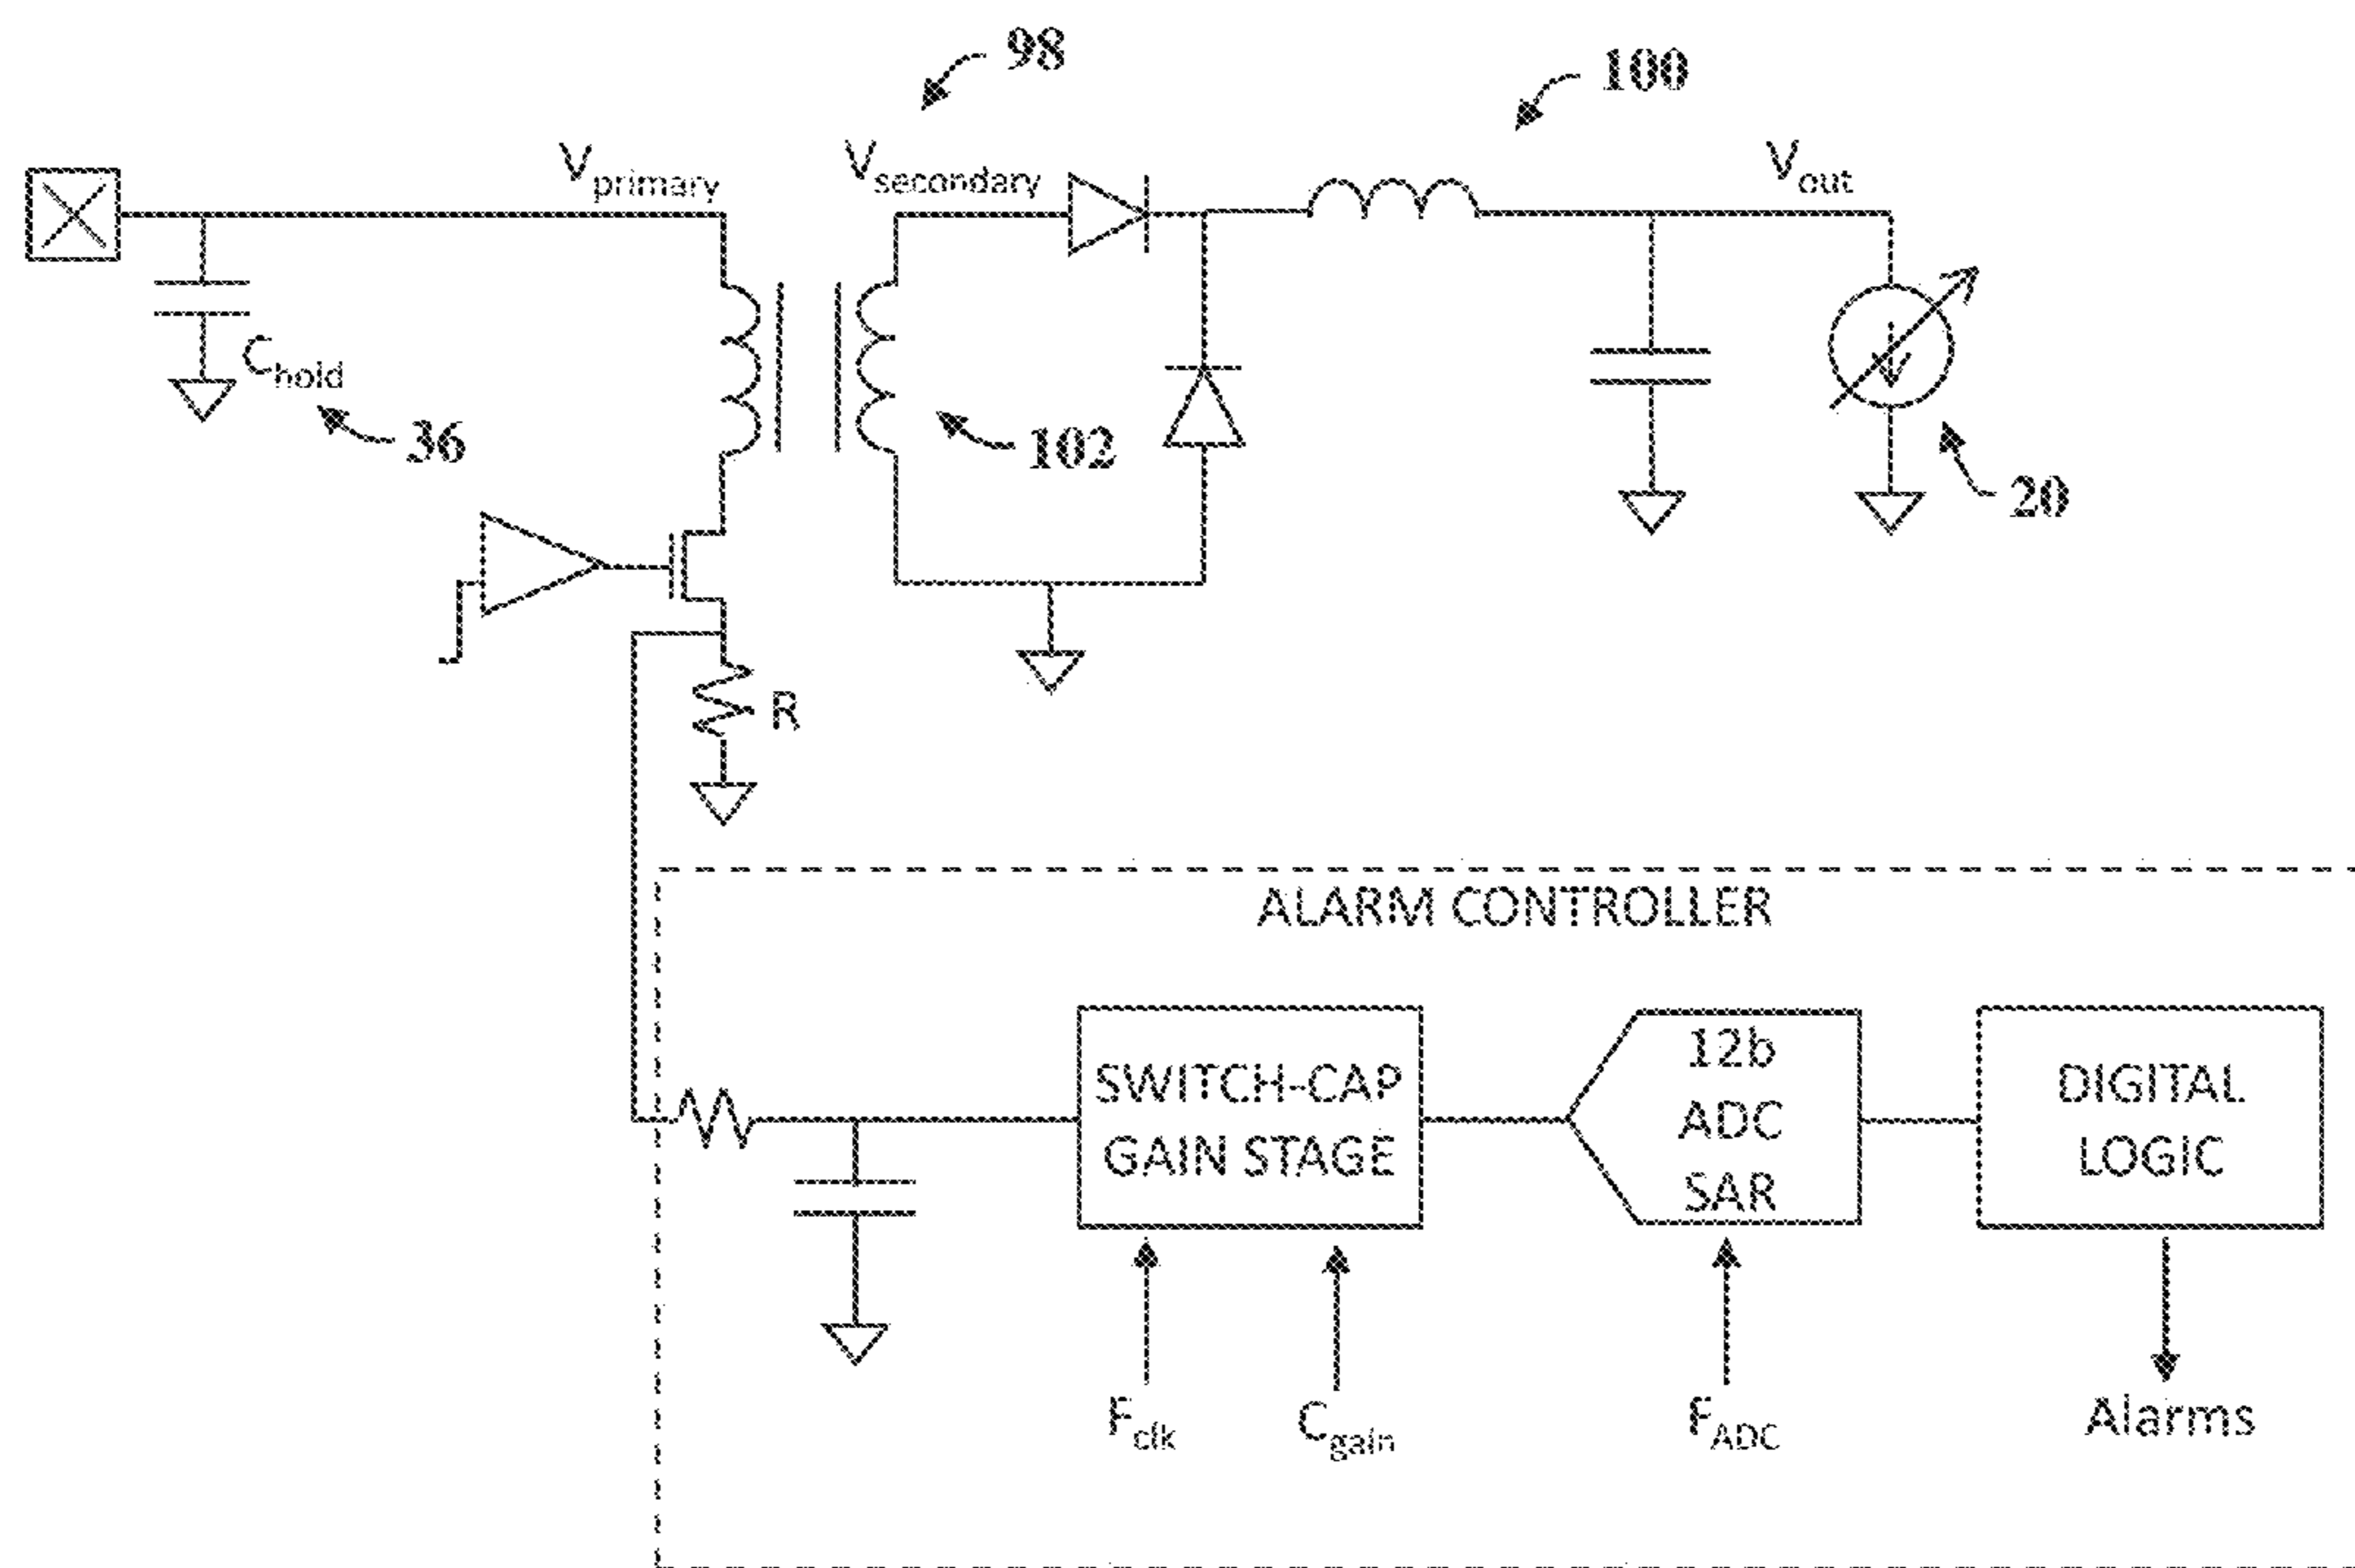 98
100
Vprimary
Vsecondary
Vout
Chold
36
102
20
R
ALARM CONTROLLER
SWITCH-CAP
GAIN STAGE
12b
ADC
SAR
DIGITAL
LOGIC
Fclk
Cgain
FADC
Alarms